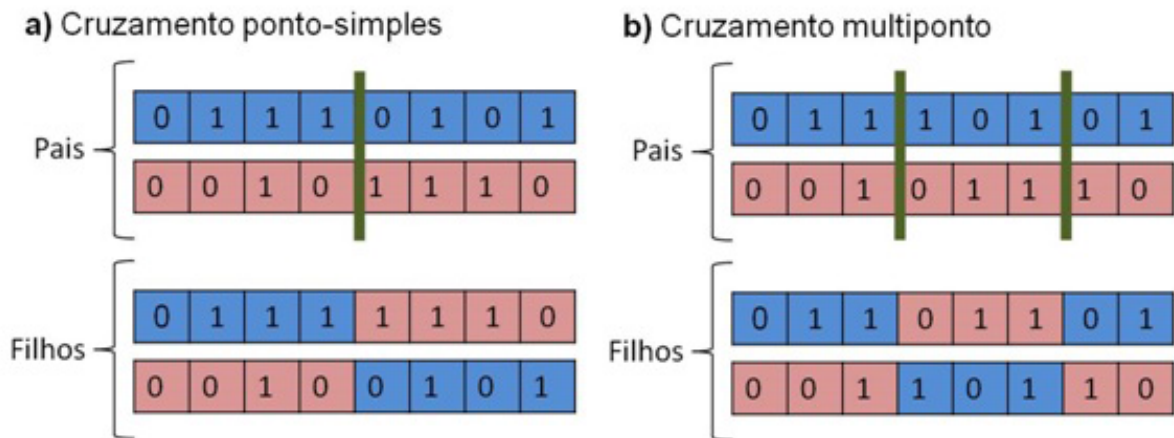 a) Cruzamento ponto-simples
Pais
0 1 1 1 0 1 0 1
0 0 1 0 1 1 1 0
Filhos
0 1 1 1 1 1 1 0
0 0 1 0 0 1 0 1
b) Cruzamento multiponto
Pais
0 1 1 1 0 1 0 1
0 0 1 0 1 1 1 0
Filhos
0 1 1 0 1 1 0 1
0 0 1 1 0 1 1 0